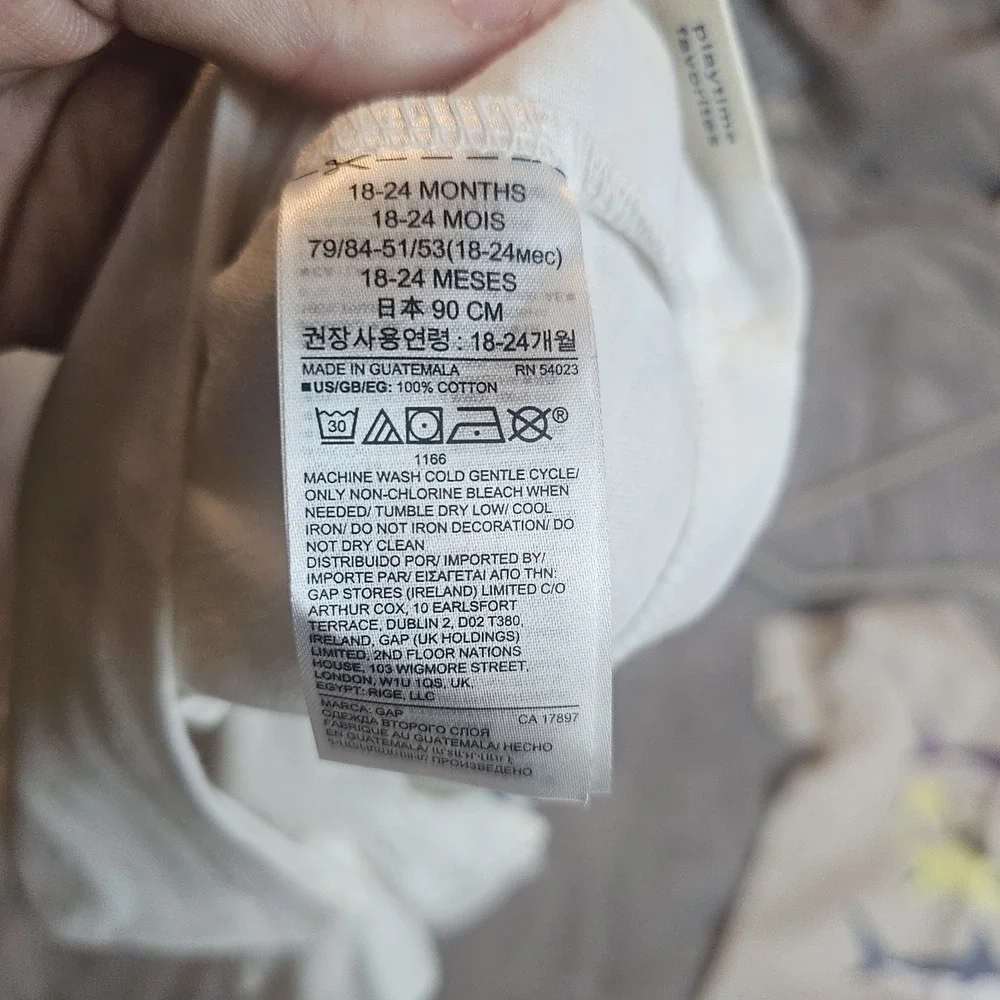 playtime
favorites
18-24 MONTHS
18-24 MOIS
79/84-51/53(18-24мес)
18-24 MESES
日本 90 CM
권장사용연령 : 18-24개월
MADE IN GUATEMALA RN 54023
■US/GB/EG: 100% COTTON
30 ®
1166
MACHINE WASH COLD GENTLE CYCLE/
ONLY NON-CHLORINE BLEACH WHEN
NEEDED/ TUMBLE DRY LOW/ COOL
IRON/ DO NOT IRON DECORATION/ DO
NOT DRY CLEAN
DISTRIBUIDO POR/ IMPORTED BY/
IMPORTE PAR/ ΕΙΣΑΓΕΤΑΙ ΑΠΟ ΤΗΝ:
GAP STORES (IRELAND) LIMITED C/O
ARTHUR COX, 10 EARLSFORT
TERRACE, DUBLIN 2, D02 T380,
IRELAND, GAP (UK HOLDINGS)
LIMITED, 2ND FLOOR NATIONS
HOUSE, 103 WIGMORE STREET,
LONDON, W1U 1QS, UK,
EGYPT: RIGE, LLC
MARCA: GAP CA 17897
ОДЕЖДА ВТОРОГО СЛОЯ
FABRIQUE AU GUATEMALA/ HECHO
EN GUATEMALA/
ПРОИЗВЕДЕНО